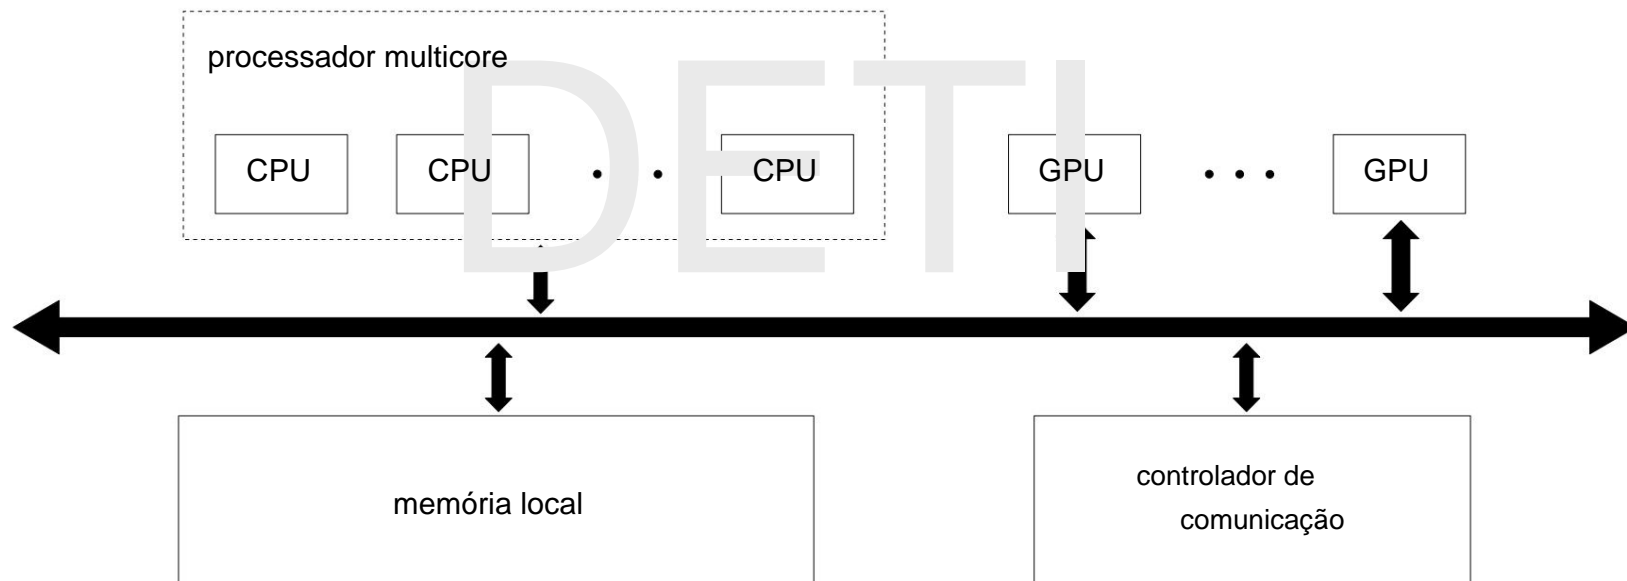 processador multicore
DETI
CPU CPU CPU GPU GPU
memória local
controlador de
comunicação